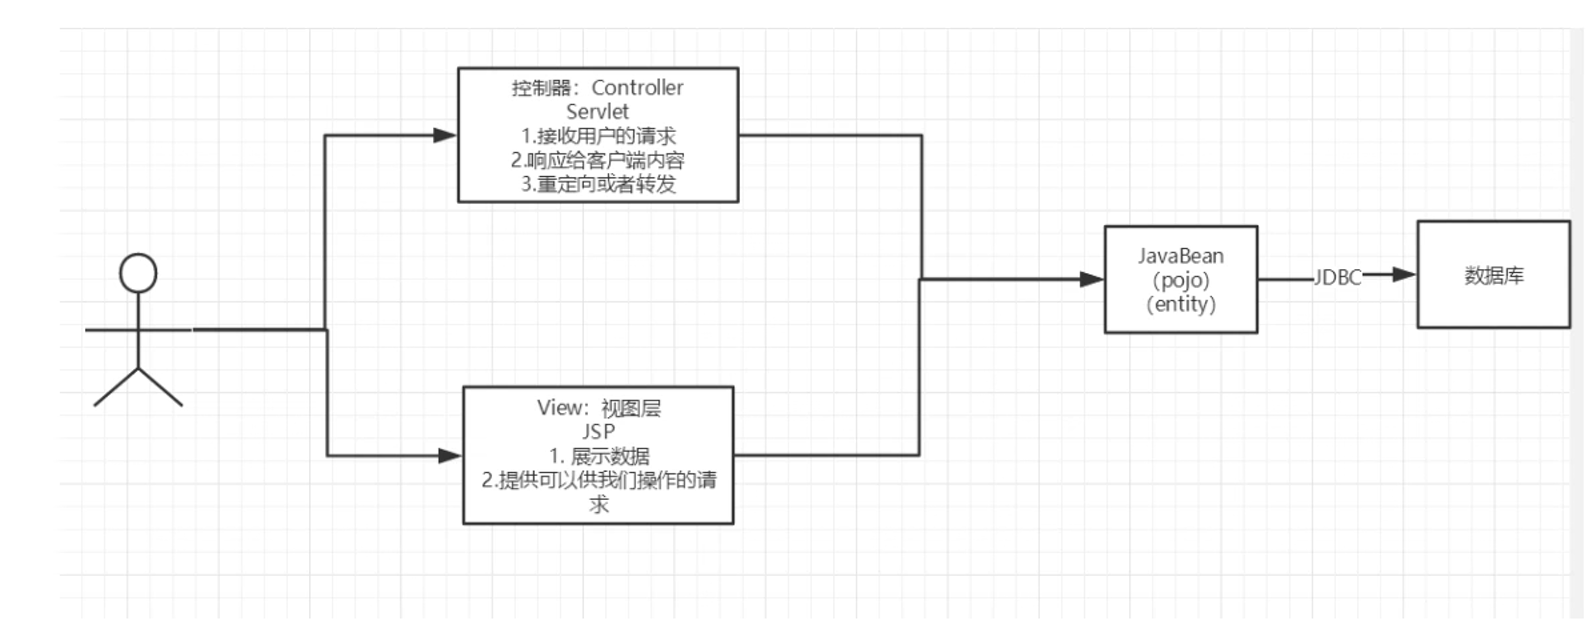 控制器：Controller
Servlet
1.接收用户的请求
2.响应给客户端内容
3.重定向或者转发
View：视图层
JSP
1. 展示数据
2.提供可以供我们操作的请
求
JavaBean
（pojo）
（entity）
JDBC
数据库